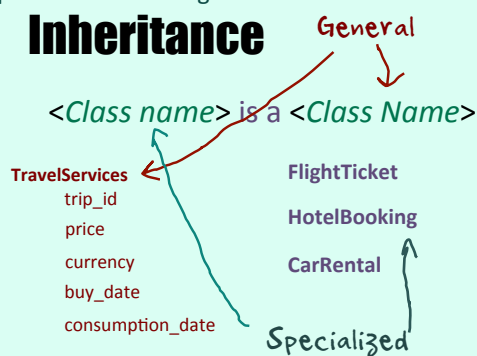 Inheritance
General
<Class name> is a <Class Name>
TravelServices
trip_id
price
currency
buy_date
consumption_date
FlightTicket
HotelBooking
CarRental
Specialized